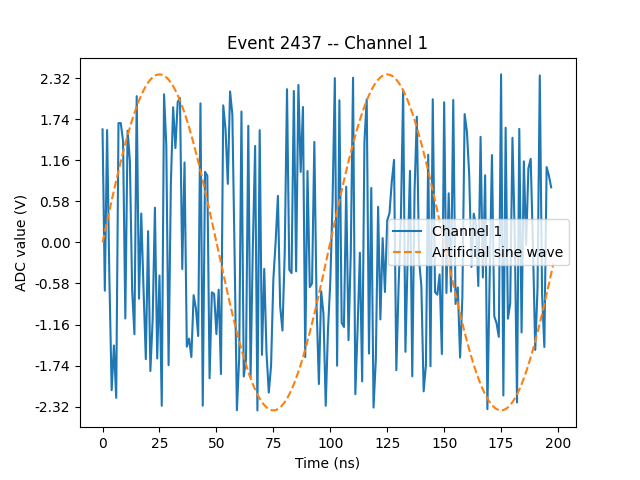 Event 2437 -- Channel 1
ADC value (V)
2.32
1.74
1.16
0.58
0.00
-0.58
-1.16
-1.74
-2.32
Channel 1
Artificial sine wave
0 25 50 75 100 125 150 175 200
Time (ns)